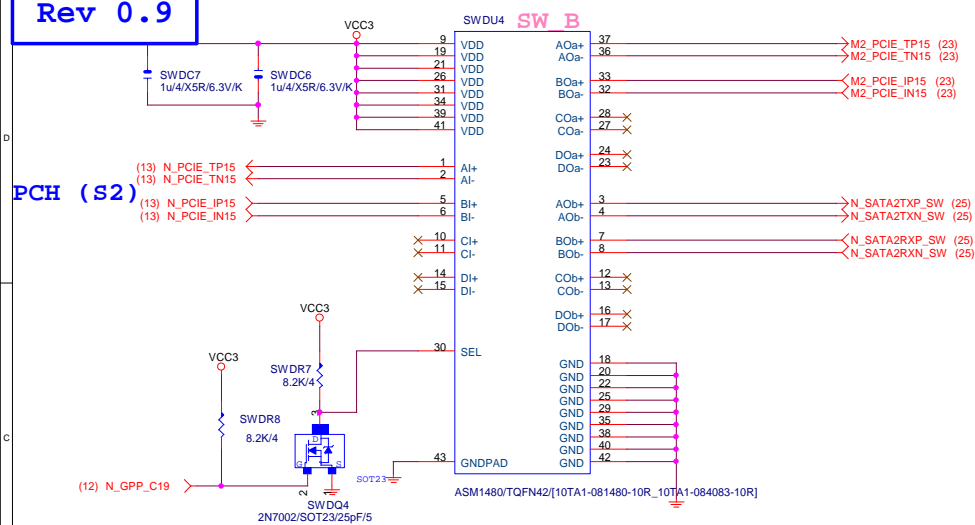 Rev 0.9
VCC3
SWDU4
SW_B
SWDC7
1u/4/X5R/6.3V/K
SWDC6
1u/4/X5R/6.3V/K
9 VDD
19 VDD
21 VDD
26 VDD
31 VDD
34 VDD
39 VDD
41 VDD
AOa+ 37 M2_PCIE_TP15 (23)
AOa- 36 M2_PCIE_TN15 (23)
BOa+ 33 M2_PCIE_IP15 (23)
BOa- 32 M2_PCIE_IN15 (23)
COa+ 28
COa- 27
DOa+ 24
DOa- 23
D
(13) N_PCIE_TP15 1 AI+
(13) N_PCIE_TN15 2 AI-
PCH (S2)
(13) N_PCIE_IP15 5 BI+
(13) N_PCIE_IN15 6 BI-
10 CI+
11 CI-
14 DI+
15 DI-
AOb+ 3 N_SATA2TXP_SW (25)
AOb- 4 N_SATA2TXN_SW (25)
BOb+ 7 N_SATA2RXP_SW (25)
BOb- 8 N_SATA2RXN_SW (25)
COb+ 12
COb- 13
DOb+ 16
DOb- 17
VCC3
30 SEL
SWDR7
8.2K/4
VCC3
SWDR8
8.2K/4
C
3
D
G
S
2
1
SOT23
SWDQ4
2N7002/SOT23/25pF/5
(12) N_GPP_C19
43 GNDPAD
GND 18
GND 20
GND 22
GND 25
GND 29
GND 35
GND 38
GND 40
GND 42
ASM1480/TQFN42/[10TA1-081480-10R_10TA1-084083-10R]